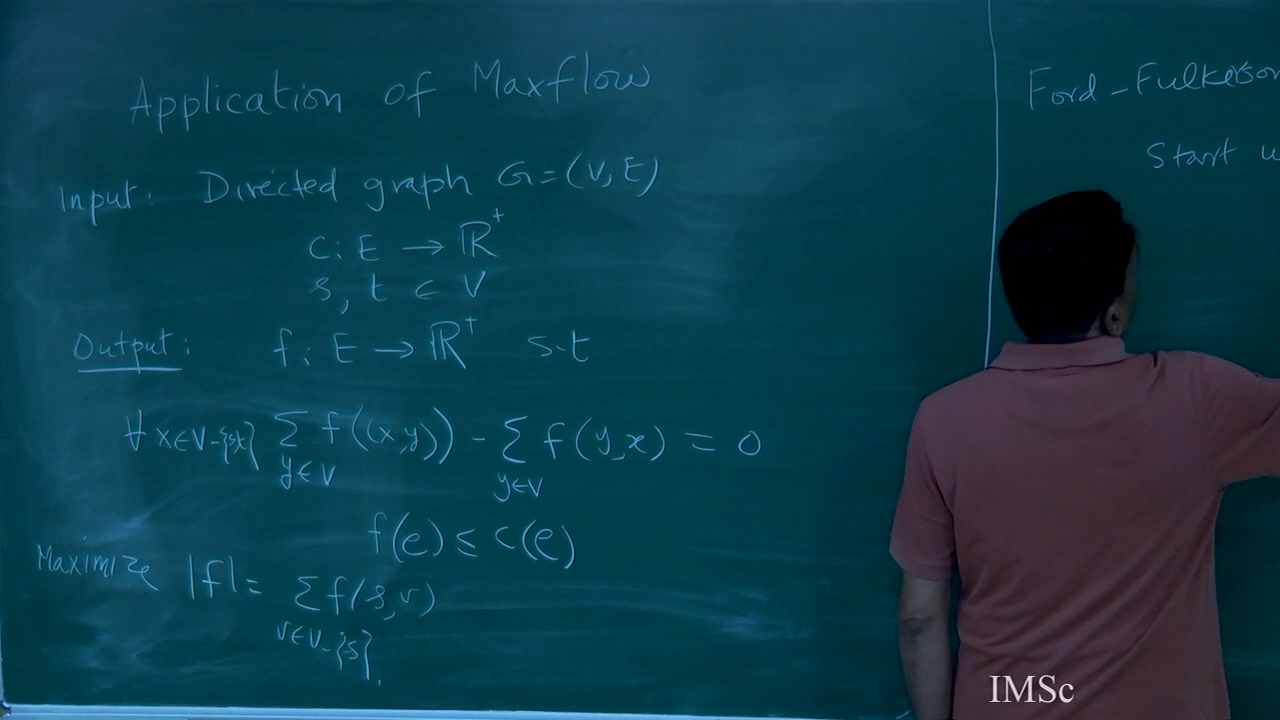 Application of Maxflow
Input: Directed graph G=(V,E)
C: E → ℝ⁺
s, t ∈ V
Output: f: E → ℝ⁺ s.t
∀ x∈V-{s,t} Σ f((x,y)) - Σ f(y,x) = 0
y∈V y∈V
f(e) ≤ c(e)
Maximize |f| = Σ f(s,v)
v∈V-{s}
Ford-Fulkerson
Start
IMSc